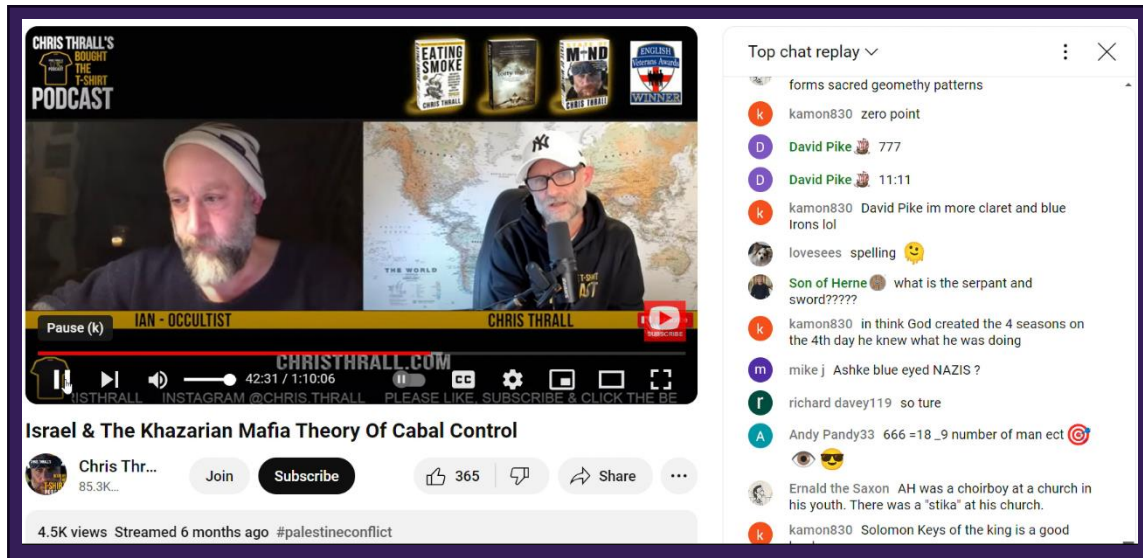 CHRIS THRALL'S
BOUGHT
THE
T-SHIRT
PODCAST
EATING
SMOKE
CHRIS THRALL
MIND
CHRIS THRALL
ENGLISH
Veterans Awards
WINNER
THE WORLD
Pause (k)
IAN - OCCULTIST
CHRIS THRALL
SUBSCRIBE
CHRISTHRALL.COM
42:31 / 1:10:06
CC
RISTHRALL INSTAGRAM @CHRIS.THRALL PLEASE LIKE, SUBSCRIBE & CLICK THE BE
Israel & The Khazarian Mafia Theory Of Cabal Control
Chris Thr...
85.3K...
Join
Subscribe
365
Share
4.5K views Streamed 6 months ago #palestineconflict
Top chat replay
forms sacred geomethy patterns
kamon830 zero point
David Pike 777
David Pike 11:11
kamon830 David Pike im more claret and blue
Irons lol
lovesees spelling 🫠
Son of Herne what is the serpant and
sword?????
kamon830 in think God created the 4 seasons on
the 4th day he knew what he was doing
mike j Ashke blue eyed NAZIS ?
richard davey119 so ture
Andy Pandy33 666 =18 _9 number of man ect 🎯
👁️😎
Ernald the Saxon AH was a choirboy at a church in
his youth. There was a "stika" at his church.
kamon830 Solomon Keys of the king is a good